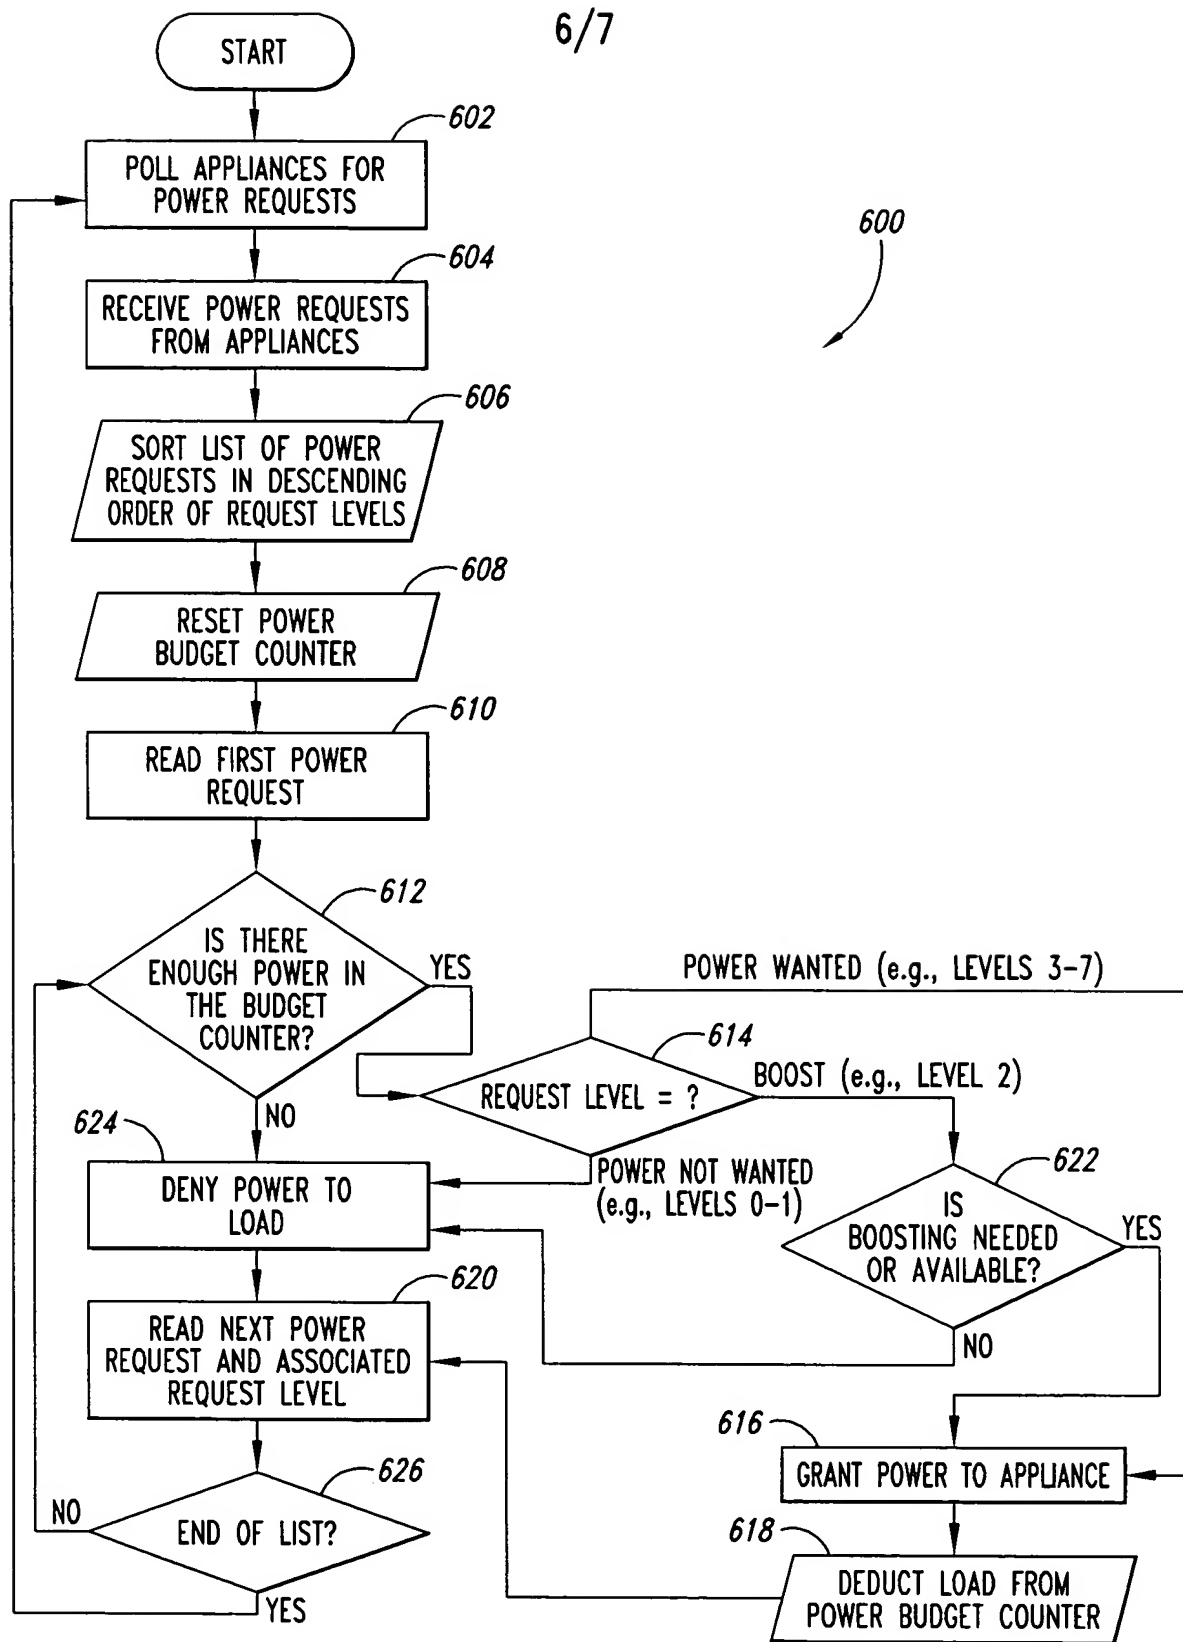 6/7
START
602
POLL APPLIANCES FOR
POWER REQUESTS
600
604
RECEIVE POWER REQUESTS
FROM APPLIANCES
606
SORT LIST OF POWER
REQUESTS IN DESCENDING
ORDER OF REQUEST LEVELS
608
RESET POWER
BUDGET COUNTER
610
READ FIRST POWER
REQUEST
612
IS THERE
ENOUGH POWER IN
THE BUDGET
COUNTER?
YES
NO
POWER WANTED (e.g., LEVELS 3-7)
614
REQUEST LEVEL = ?
BOOST (e.g., LEVEL 2)
POWER NOT WANTED
(e.g., LEVELS 0-1)
622
IS
BOOSTING NEEDED
OR AVAILABLE?
YES
NO
624
DENY POWER TO
LOAD
620
READ NEXT POWER
REQUEST AND ASSOCIATED
REQUEST LEVEL
616
GRANT POWER TO APPLIANCE
626
NO
END OF LIST?
YES
618
DEDUCT LOAD FROM
POWER BUDGET COUNTER